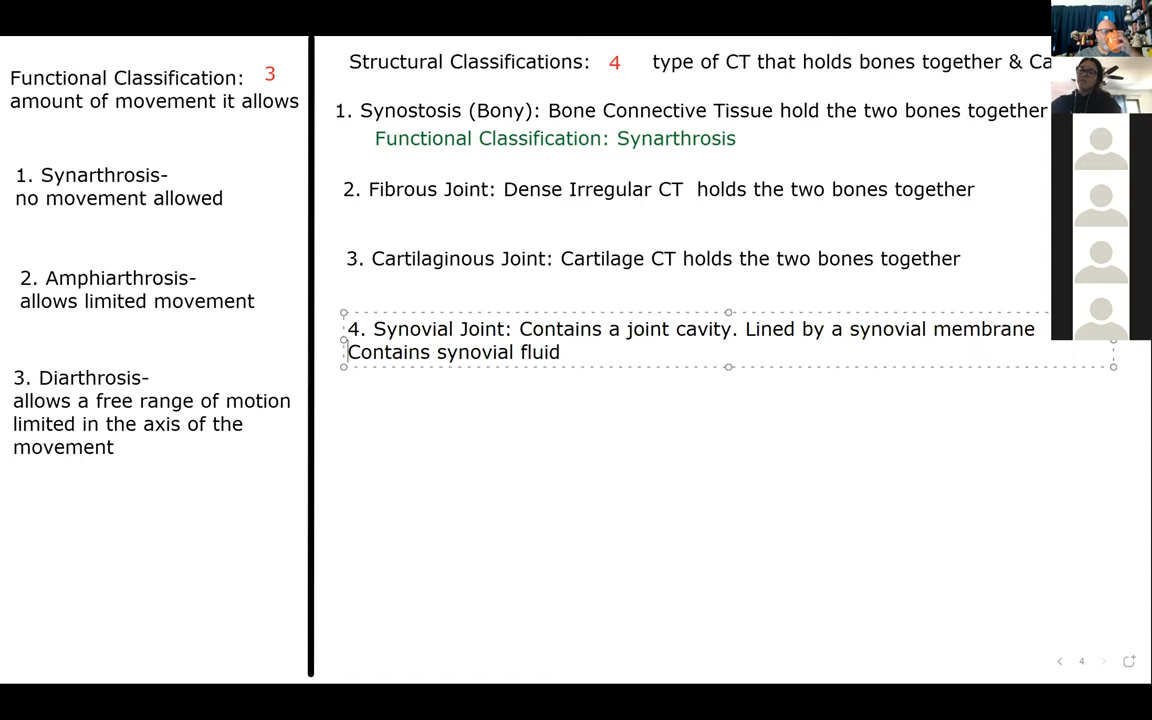 Functional Classification: 3
amount of movement it allows
1. Synarthrosis-
no movement allowed
2. Amphiarthrosis-
allows limited movement
3. Diarthrosis-
allows a free range of motion
limited in the axis of the
movement
Structural Classifications: 4 type of CT that holds bones together & Ca
1. Synostosis (Bony): Bone Connective Tissue hold the two bones together
Functional Classification: Synarthrosis
2. Fibrous Joint: Dense Irregular CT holds the two bones together
3. Cartilaginous Joint: Cartilage CT holds the two bones together
4. Synovial Joint: Contains a joint cavity. Lined by a synovial membrane
Contains synovial fluid
4